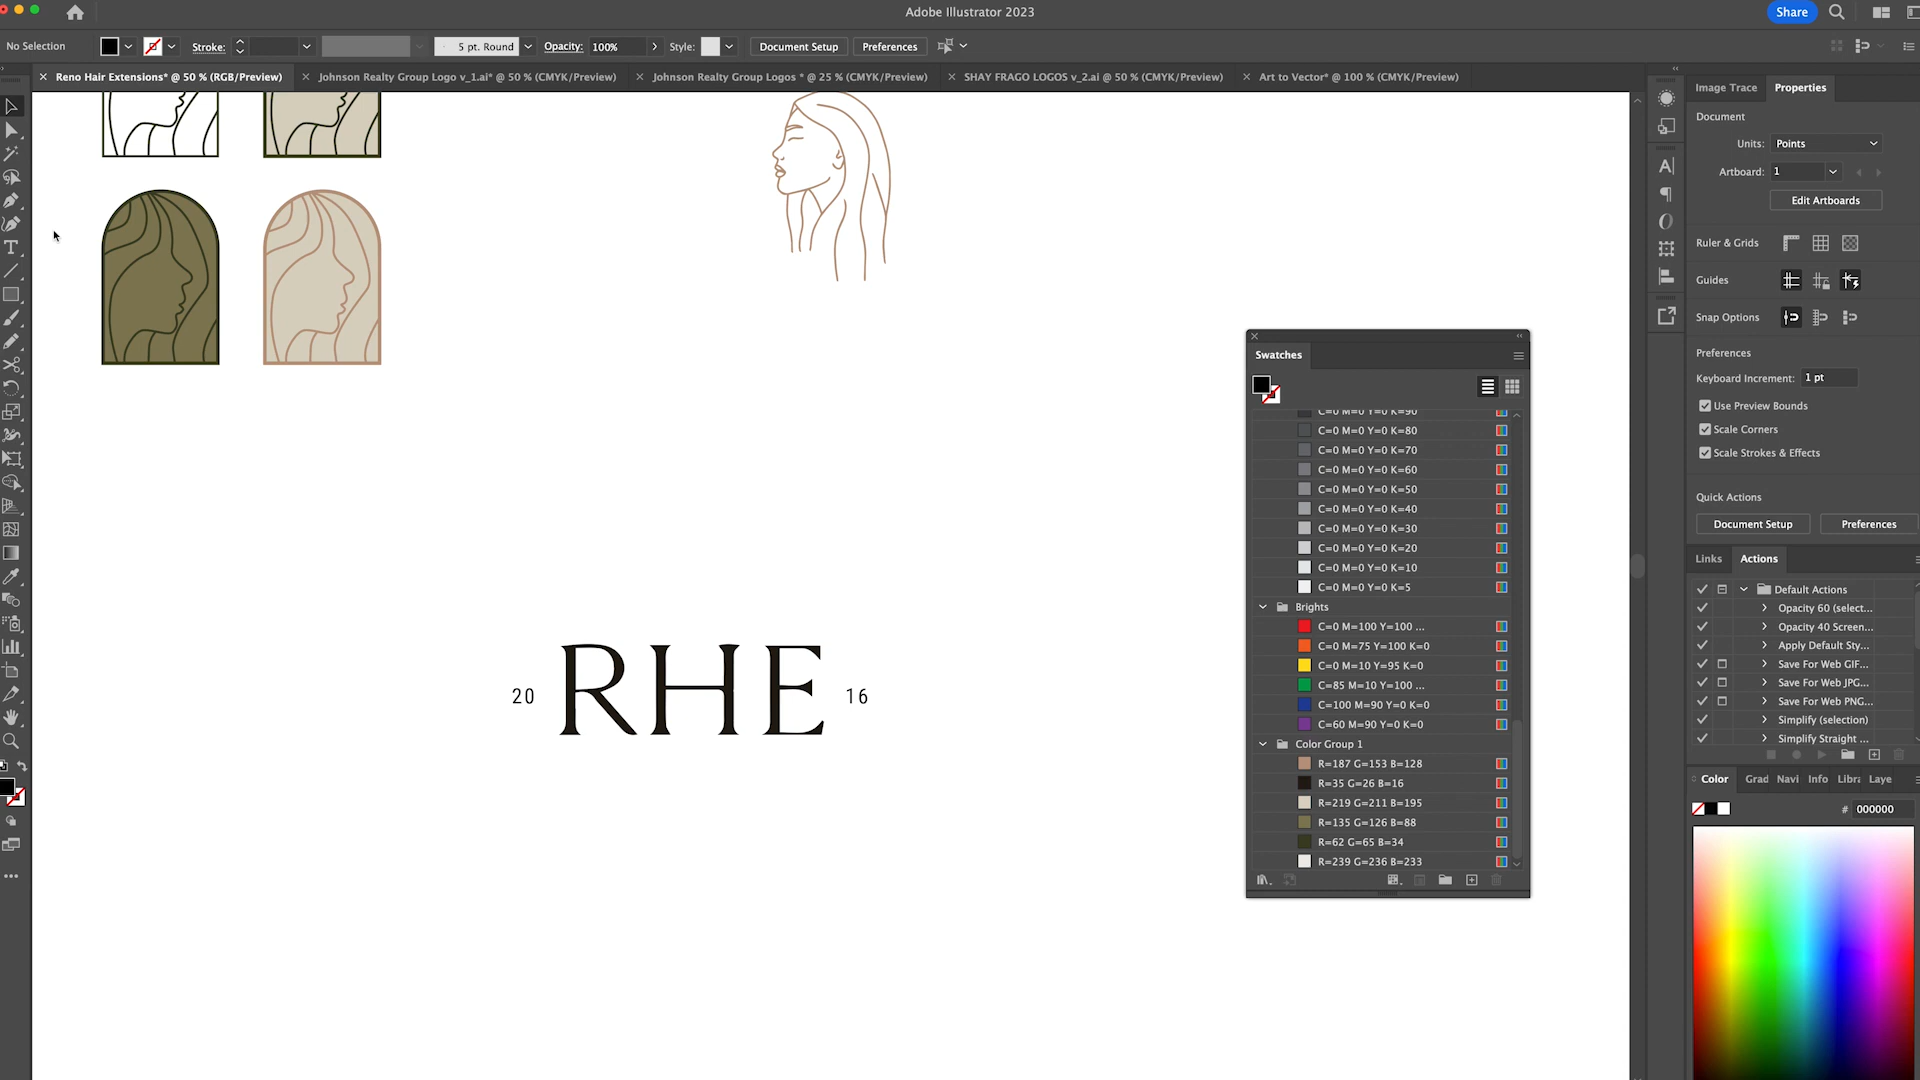 Adobe Illustrator 2023
Share
No Selection
Stroke:
5 pt. Round
Opacity:
100%
Style:
Document Setup
Preferences
Reno Hair Extensions* @ 50 % (RGB/Preview)
Johnson Realty Group Logo v_1.ai* @ 50 % (CMYK/Preview)
Johnson Realty Group Logos * @ 25 % (CMYK/Preview)
SHAY FRAGO LOGOS v_2.ai @ 50 % (CMYK/Preview)
Art to Vector* @ 100 % (CMYK/Preview)
20
RHE
16
Swatches
C=0 M=0 Y=0 K=90
C=0 M=0 Y=0 K=80
C=0 M=0 Y=0 K=70
C=0 M=0 Y=0 K=60
C=0 M=0 Y=0 K=50
C=0 M=0 Y=0 K=40
C=0 M=0 Y=0 K=30
C=0 M=0 Y=0 K=20
C=0 M=0 Y=0 K=10
C=0 M=0 Y=0 K=5
Brights
C=0 M=100 Y=100 ...
C=0 M=75 Y=100 K=0
C=0 M=10 Y=95 K=0
C=85 M=10 Y=100 ...
C=100 M=90 Y=0 K=0
C=60 M=90 Y=0 K=0
Color Group 1
R=187 G=153 B=128
R=35 G=26 B=16
R=219 G=211 B=195
R=135 G=126 B=88
R=62 G=65 B=34
R=239 G=236 B=233
Image Trace
Properties
Document
Units:
Points
Artboard:
1
Edit Artboards
Ruler & Grids
Guides
Snap Options
Preferences
Keyboard Increment:
1 pt
Use Preview Bounds
Scale Corners
Scale Strokes & Effects
Quick Actions
Document Setup
Preferences
Links
Actions
Default Actions
Opacity 60 (select...
Opacity 40 Screen...
Apply Default Sty...
Save For Web GIF...
Save For Web JPG...
Save For Web PNG...
Simplify (selection)
Simplify Straight ...
Color
Grad
Navi
Info
Libra
Laye
#
000000